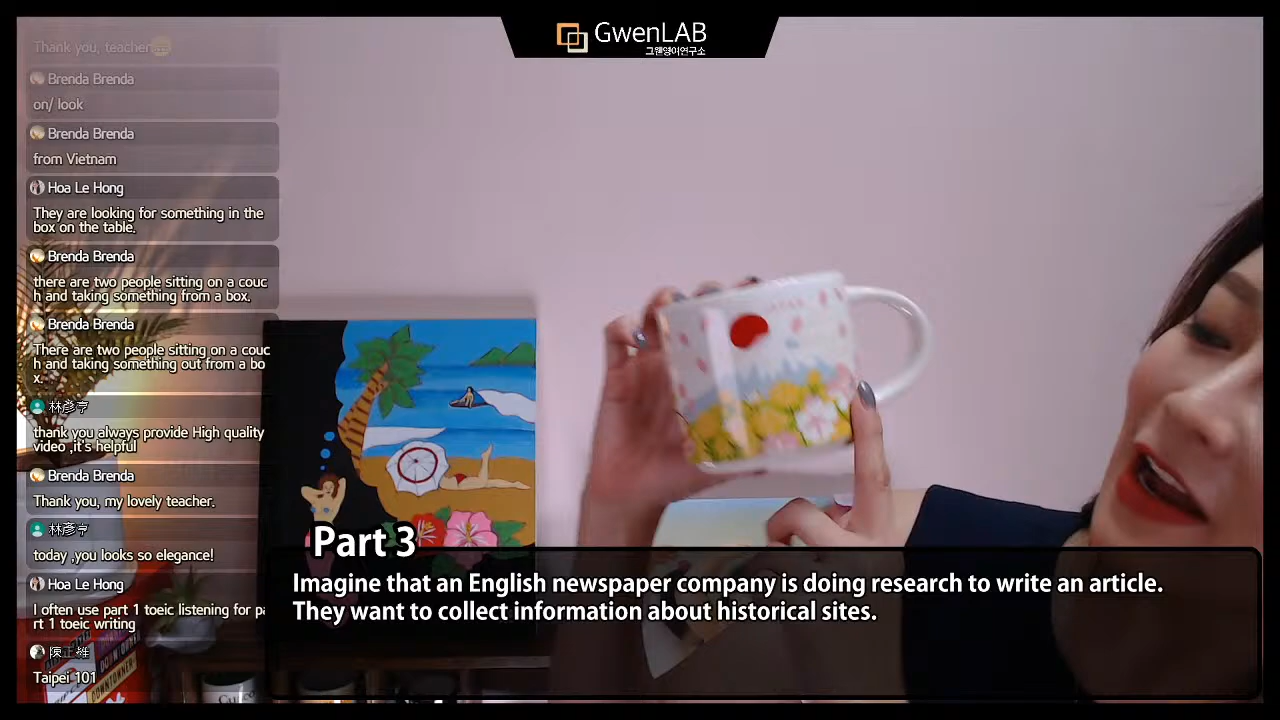 GwenLAB
그웬영어연구소
Thank you, teacher
Brenda Brenda
on/ look
Brenda Brenda
from Vietnam
Hoa Le Hong
They are looking for something in the
box on the table.
Brenda Brenda
there are two people sitting on a couc
h and taking something from a box.
Brenda Brenda
There are two people sitting on a couc
h and taking something out from a bo
x.
林彥亨
thank you always provide High quality
video ,it's helpful
Brenda Brenda
Thank you, my lovely teacher.
林彥亨
today ,you looks so elegance!
Hoa Le Hong
I often use part 1 toeic listening for pa
rt 1 toeic writing
陳正維
Taipei 101
Part 3
Imagine that an English newspaper company is doing research to write an article.
They want to collect information about historical sites.
DOWNTOWN